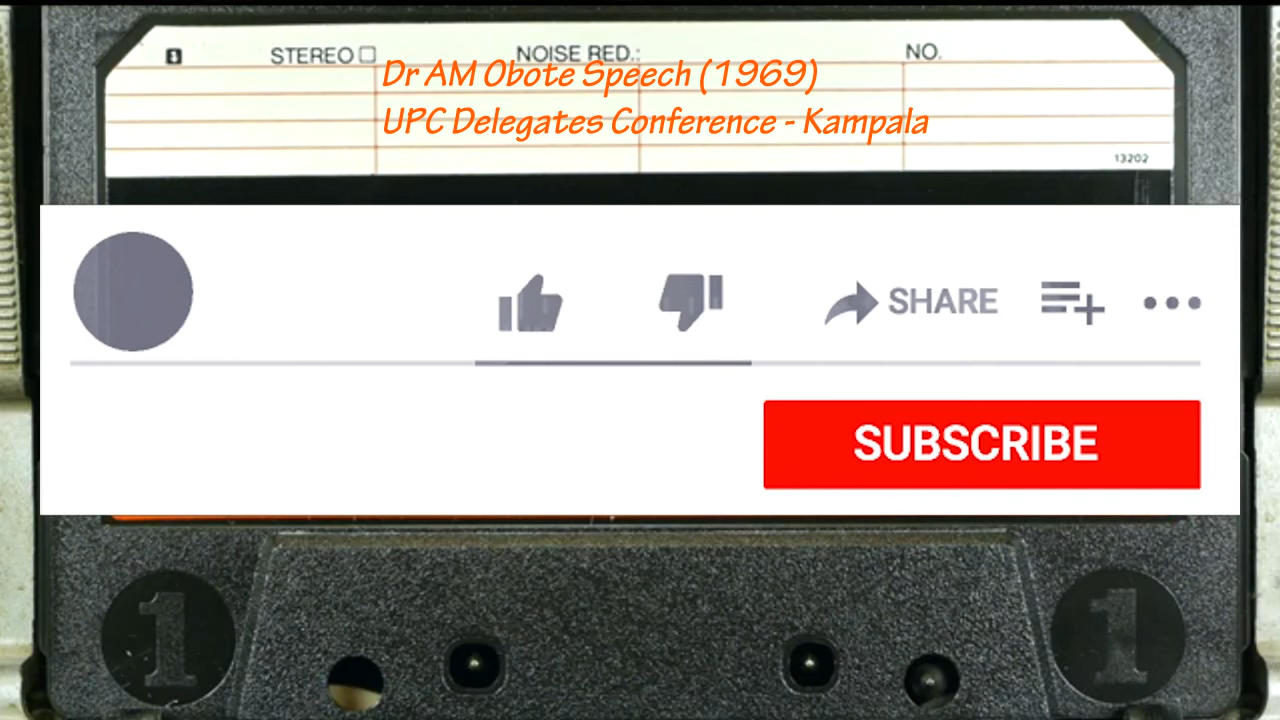 STEREO NOISE RED.: NO.
Dr AM Obote Speech (1969)
UPC Delegates Conference - Kampala
13202
SHARE
SUBSCRIBE
1 1